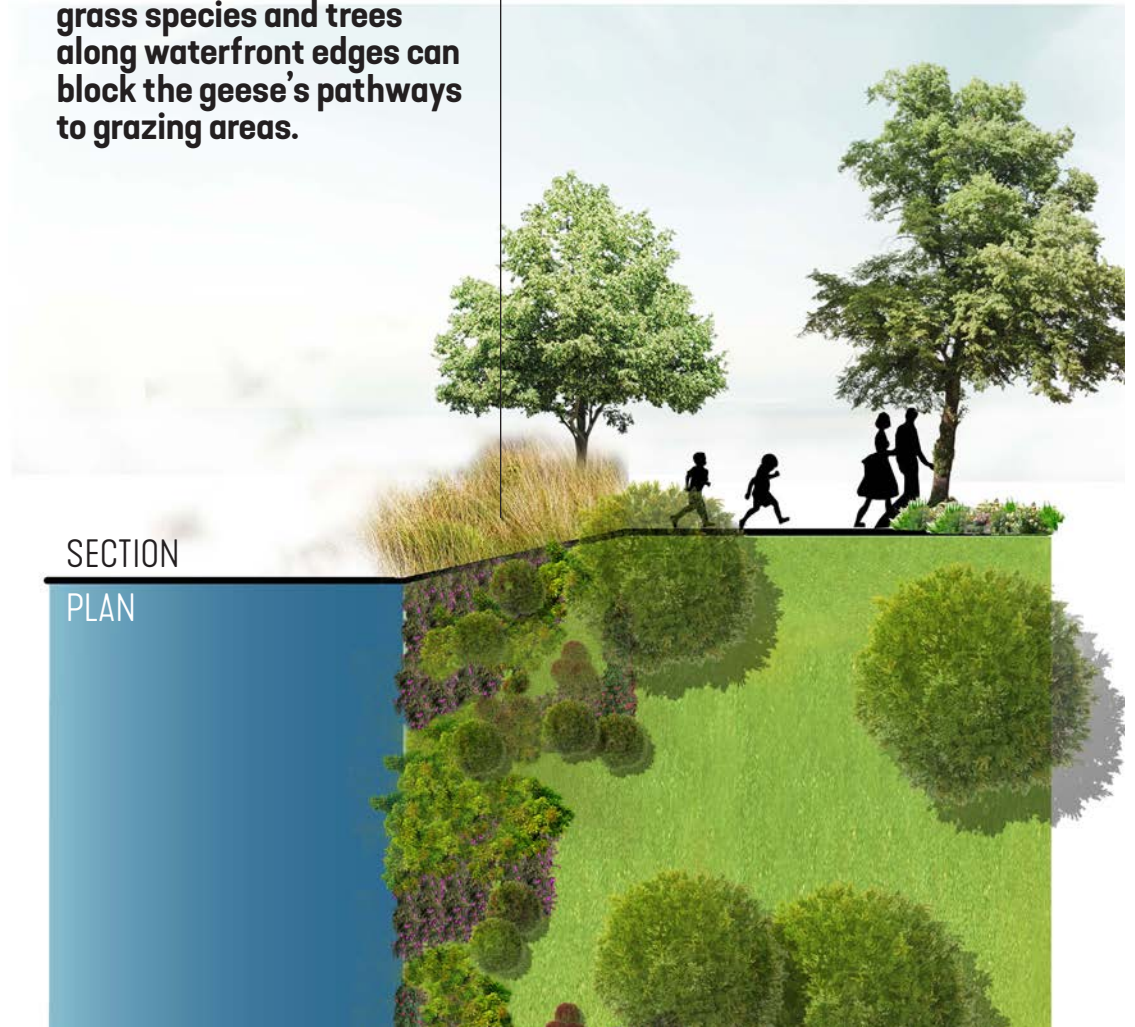 grass species and trees
along waterfront edges can
block the geese’s pathways
to grazing areas.
SECTION
PLAN